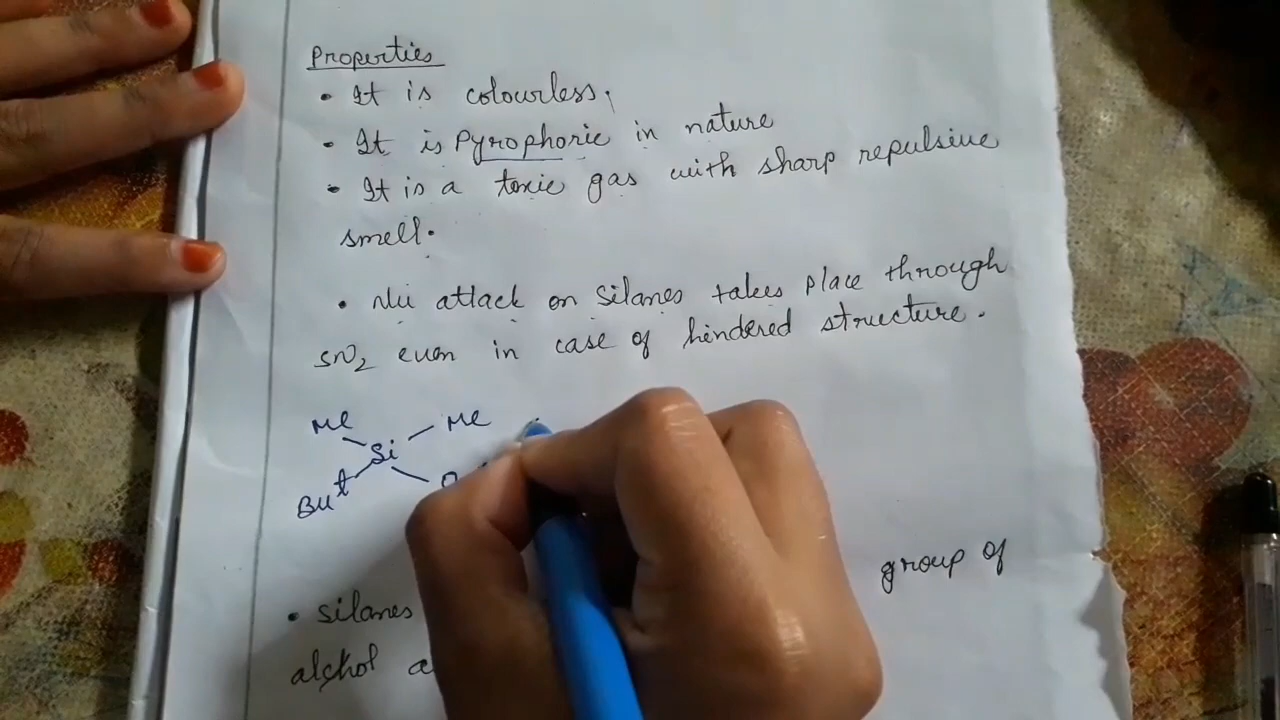 Properties
• It is colourless.
• It is Pyrophoric in nature
• It is a toxic gas with sharp repulsive
smell.
• Nu attack on Silanes takes place through
SN2 even in case of hindered structure.
Me Me
Si
But O
group of
• Silanes
alchol